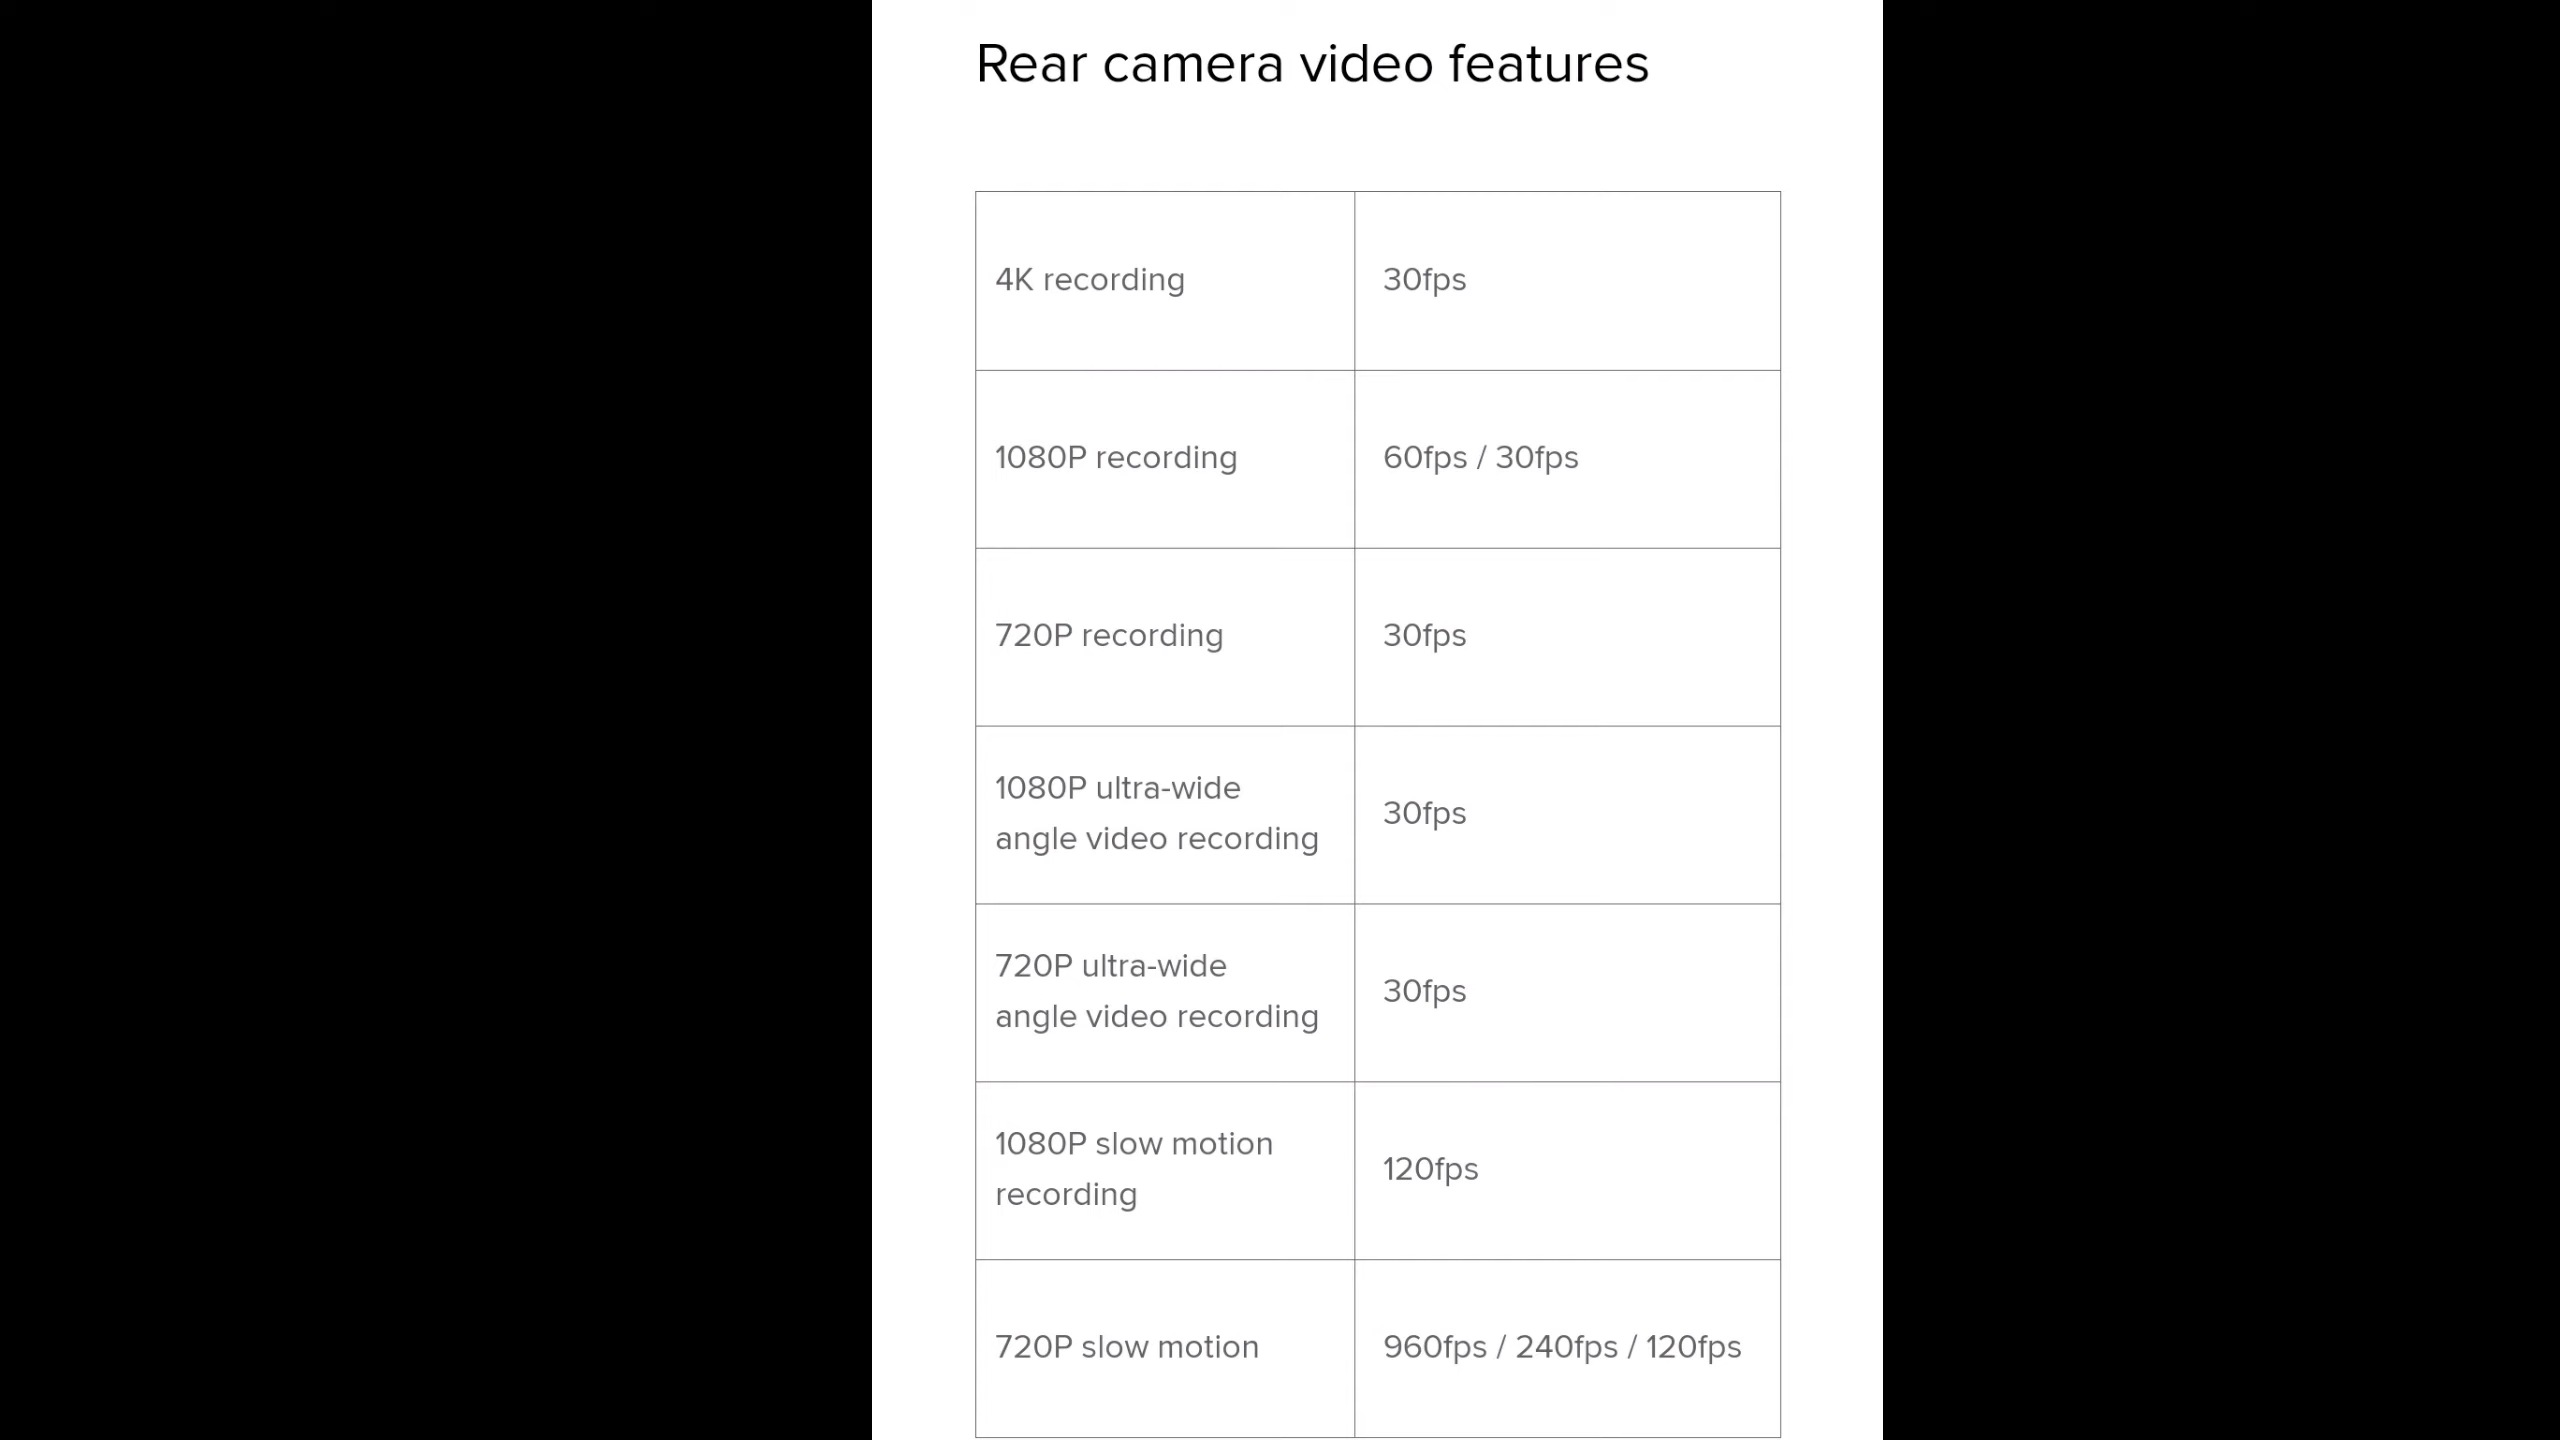 Rear camera video features
4K recording
30fps
1080P recording
60fps / 30fps
720P recording
30fps
1080P ultra-wide
angle video recording
30fps
720P ultra-wide
angle video recording
30fps
1080P slow motion
recording
120fps
720P slow motion
960fps / 240fps / 120fps